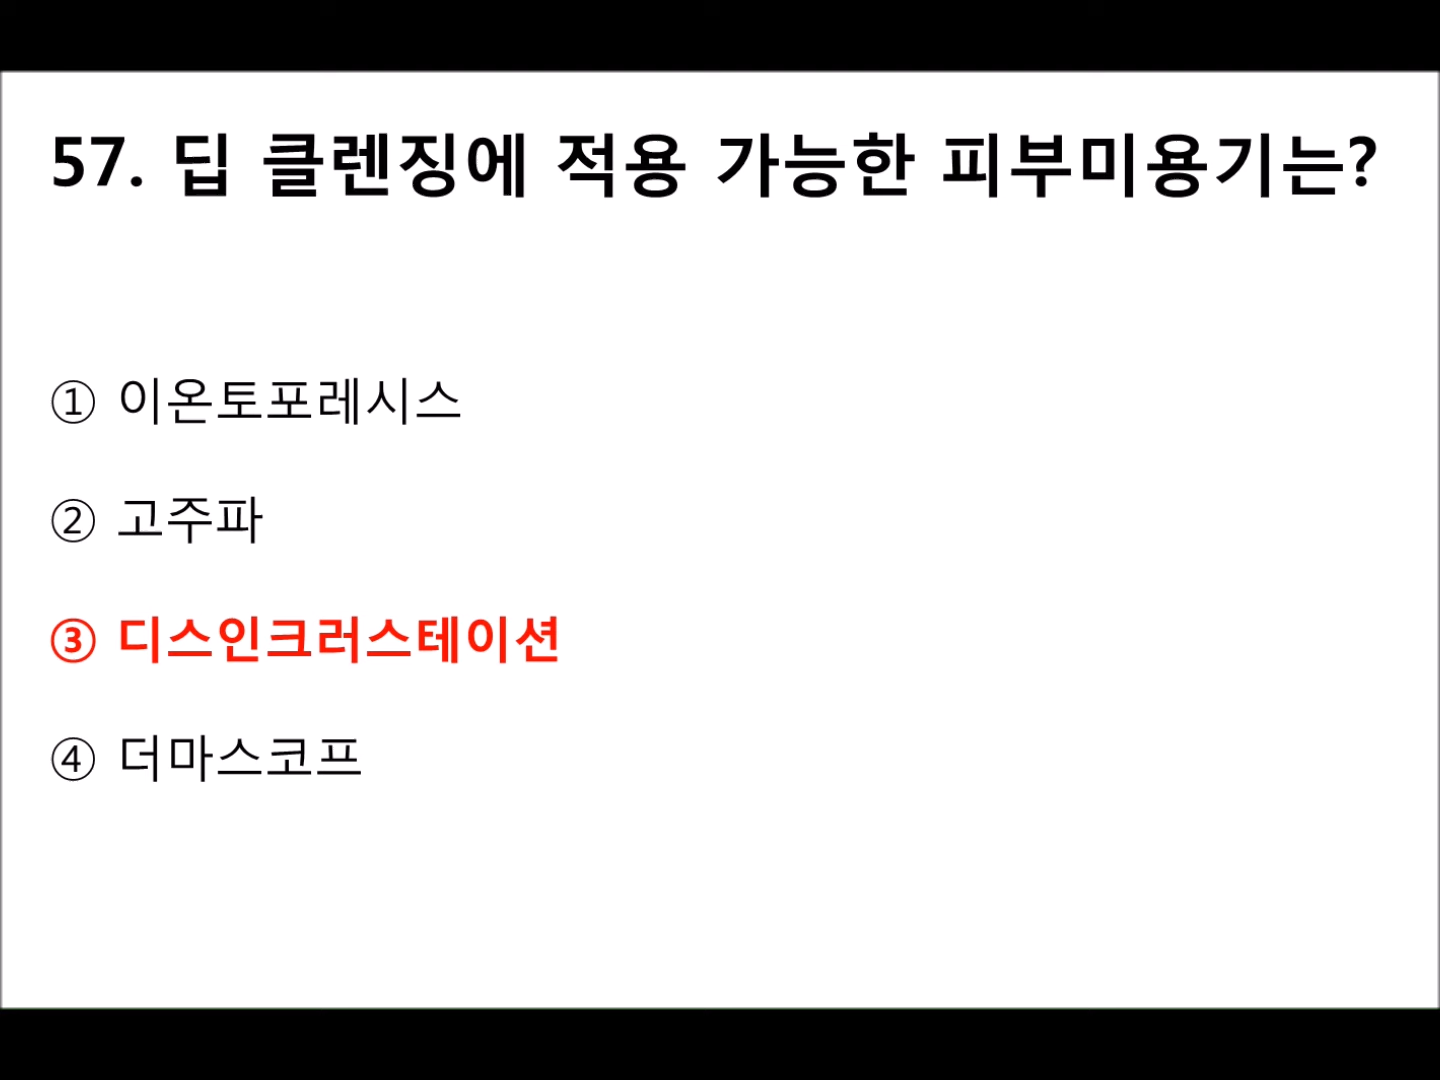 57. 딥 클렌징에 적용 가능한 피부미용기는?
① 이온토포레시스
② 고주파
③ 디스인크러스테이션
④ 더마스코프